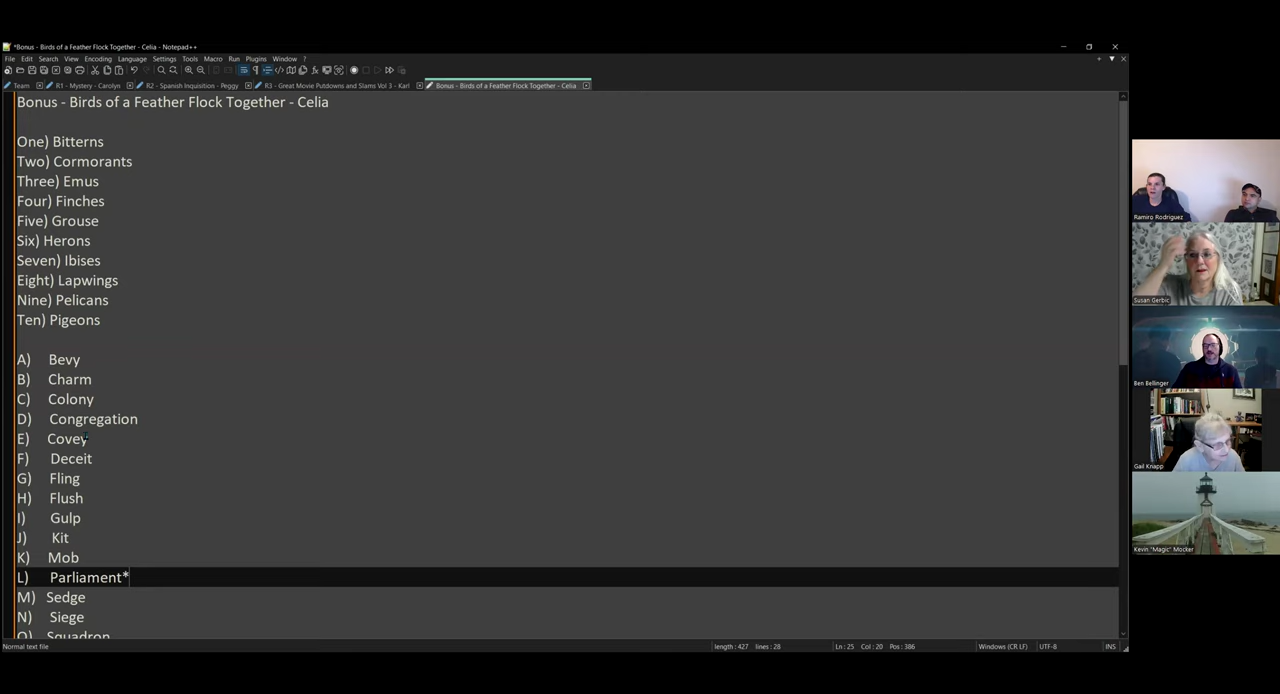 *Bonus - Birds of a Feather Flock Together - Celia - Notepad++
File Edit Search View Encoding Language Settings Tools Macro Run Plugins Window ?
Team R1 - Mystery - Carolyn R2 - Spanish Inquisition - Peggy R3 - Great Movie Putdowns and Slams Vol 3 - Karl Bonus - Birds of a Feather Flock Together - Celia
Bonus - Birds of a Feather Flock Together - Celia
One) Bitterns
Two) Cormorants
Three) Emus
Four) Finches
Five) Grouse
Six) Herons
Seven) Ibises
Eight) Lapwings
Nine) Pelicans
Ten) Pigeons
A) Bevy
B) Charm
C) Colony
D) Congregation
E) Covey
F) Deceit
G) Fling
H) Flush
I) Gulp
J) Kit
K) Mob
L) Parliament*
M) Sedge
N) Siege
O) Squadron
Normal text file length : 427 lines : 28 Ln : 25 Col : 20 Pos : 386 Windows (CR LF) UTF-8 INS
Ramiro Rodriguez
Susan Gerbic
Ben Bellinger
Gail Knapp
Kevin "Magic" Mocker